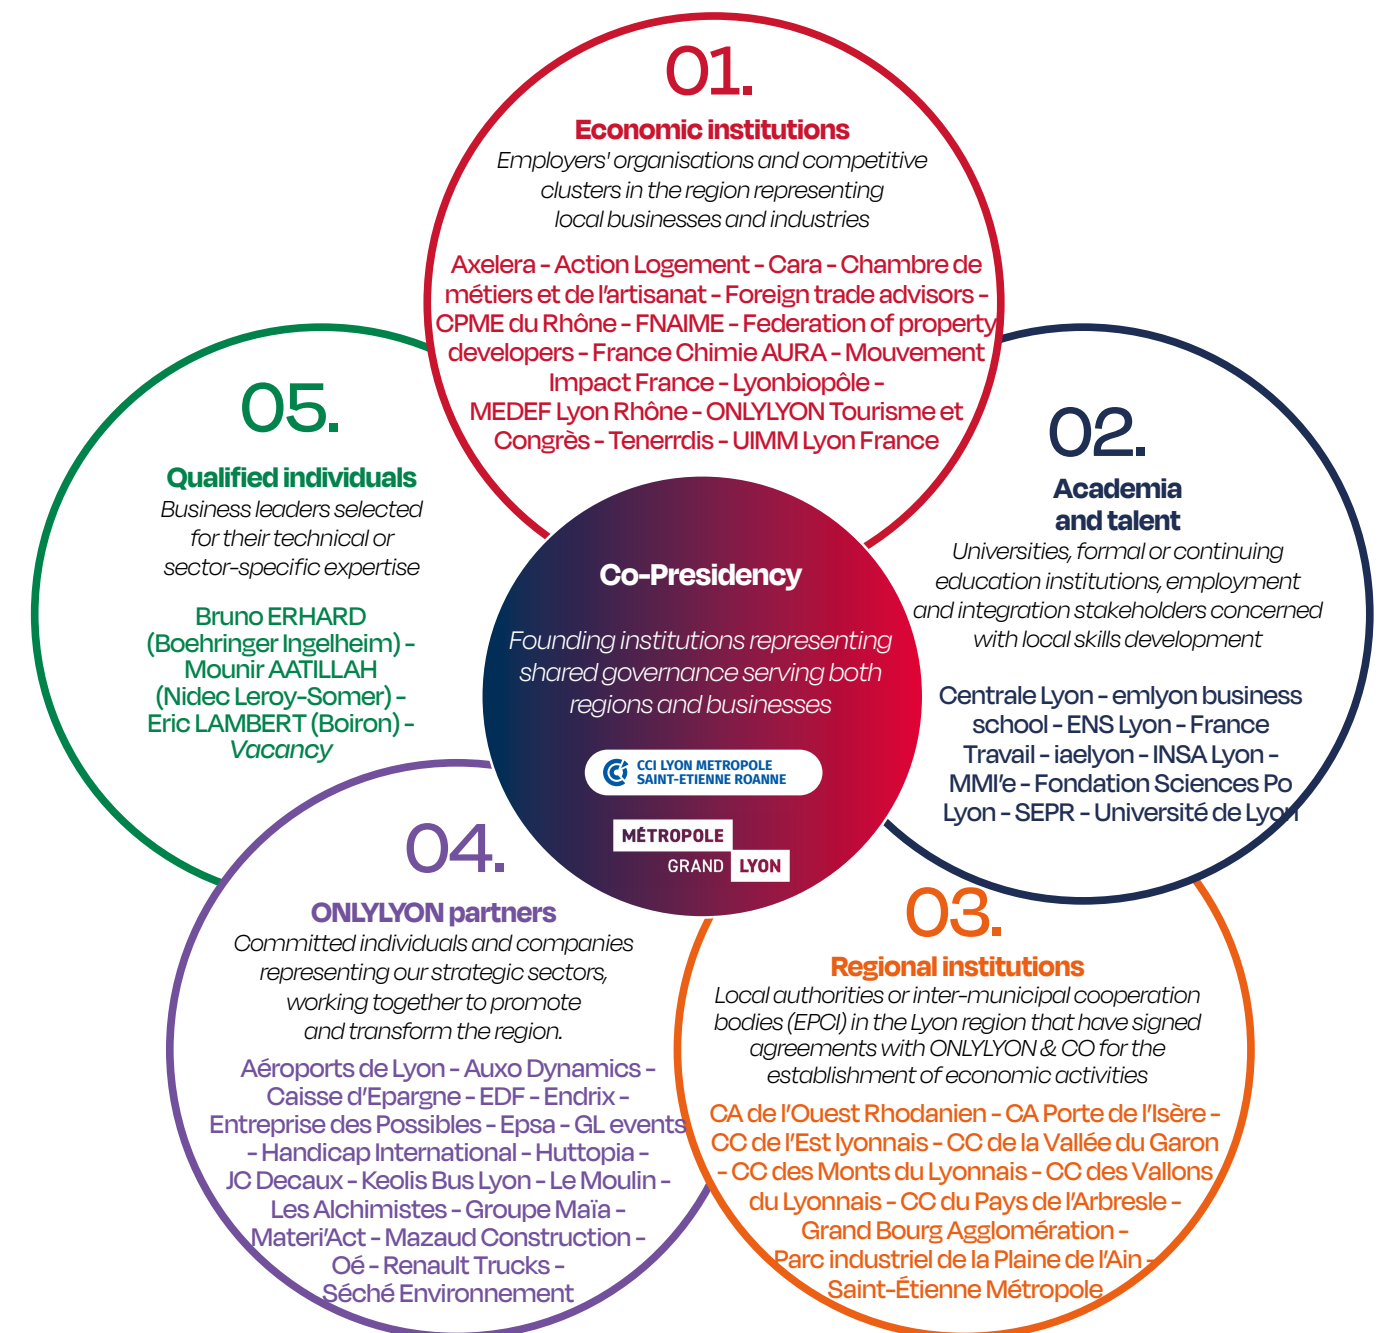 01.
Economic institutions
Employers' organisations and competitive
clusters in the region representing
local businesses and industries
Axelera - Action Logement - Cara - Chambre de
métiers et de l'artisanat - Foreign trade advisors -
CPME du Rhône - FNAIME - Federation of property
developers - France Chimie AURA - Mouvement
Impact France - Lyonbiopôle -
MEDEF Lyon Rhône - ONLYLYON Tourisme et
Congrès - Tenerrdis - UIMM Lyon France
02.
Academia
and talent
Universities, formal or continuing
education institutions, employment
and integration stakeholders concerned
with local skills development
Centrale Lyon - emlyon business
school - ENS Lyon - France
Travail - iaelyon - INSA Lyon -
MMI'e - Fondation Sciences Po
Lyon - SEPR - Université de Lyon
03.
Regional institutions
Local authorities or inter-municipal cooperation
bodies (EPCI) in the Lyon region that have signed
agreements with ONLYLYON & CO for the
establishment of economic activities
CA de l'Ouest Rhodanien - CA Porte de l'Isère -
CC de l'Est lyonnais - CC de la Vallée du Garon
- CC des Monts du Lyonnais - CC des Vallons
du Lyonnais - CC du Pays de l'Arbresle -
Grand Bourg Agglomération -
Parc industriel de la Plaine de l'Ain -
Saint-Étienne Métropole
04.
ONLYLYON partners
Committed individuals and companies
representing our strategic sectors,
working together to promote
and transform the region.
Aéroports de Lyon - Auxo Dynamics -
Caisse d'Epargne - EDF - Endrix -
Entreprise des Possibles - Epsa - GL events
- Handicap International - Huttopia -
JC Decaux - Keolis Bus Lyon - Le Moulin -
Les Alchimistes - Groupe Maïa -
Materi'Act - Mazaud Construction -
Oé - Renault Trucks -
Séché Environnement
05.
Qualified individuals
Business leaders selected
for their technical or
sector-specific expertise
Bruno ERHARD
(Boehringer Ingelheim) -
Mounir AATILLAH
(Nidec Leroy-Somer) -
Eric LAMBERT (Boiron) -
Vacancy
Co-Presidency
Founding institutions representing
shared governance serving both
regions and businesses
CCI LYON METROPOLE
SAINT-ETIENNE ROANNE
MÉTROPOLE
GRAND LYON